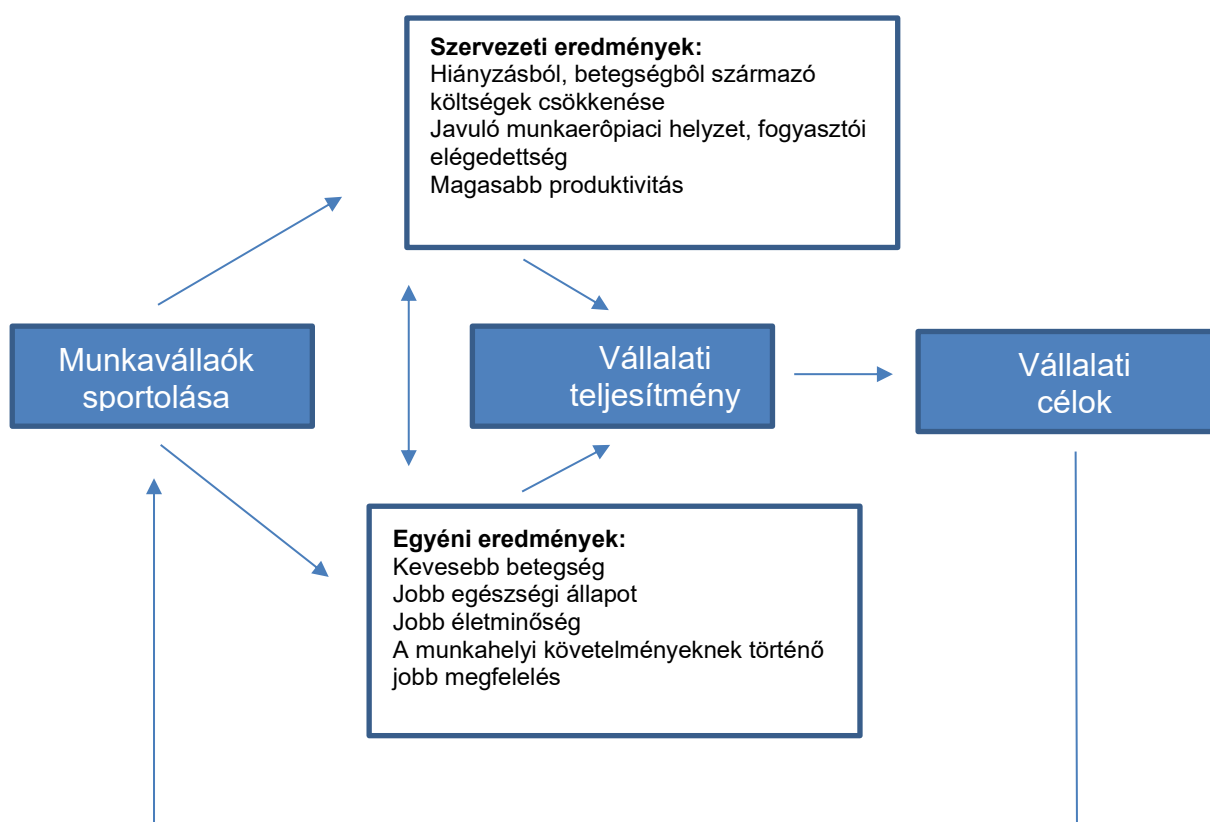 Szervezeti eredmények:
Hiányzásból, betegségbôl származó
költségek csökkenése
Javuló munkaerôpiaci helyzet, fogyasztói
elégedettség
Magasabb produktivitás
Munkavállaók
sportolása
Vállalati
teljesítmény
Vállalati
célok
Egyéni eredmények:
Kevesebb betegség
Jobb egészségi állapot
Jobb életminőség
A munkahelyi követelményeknek történő
jobb megfelelés